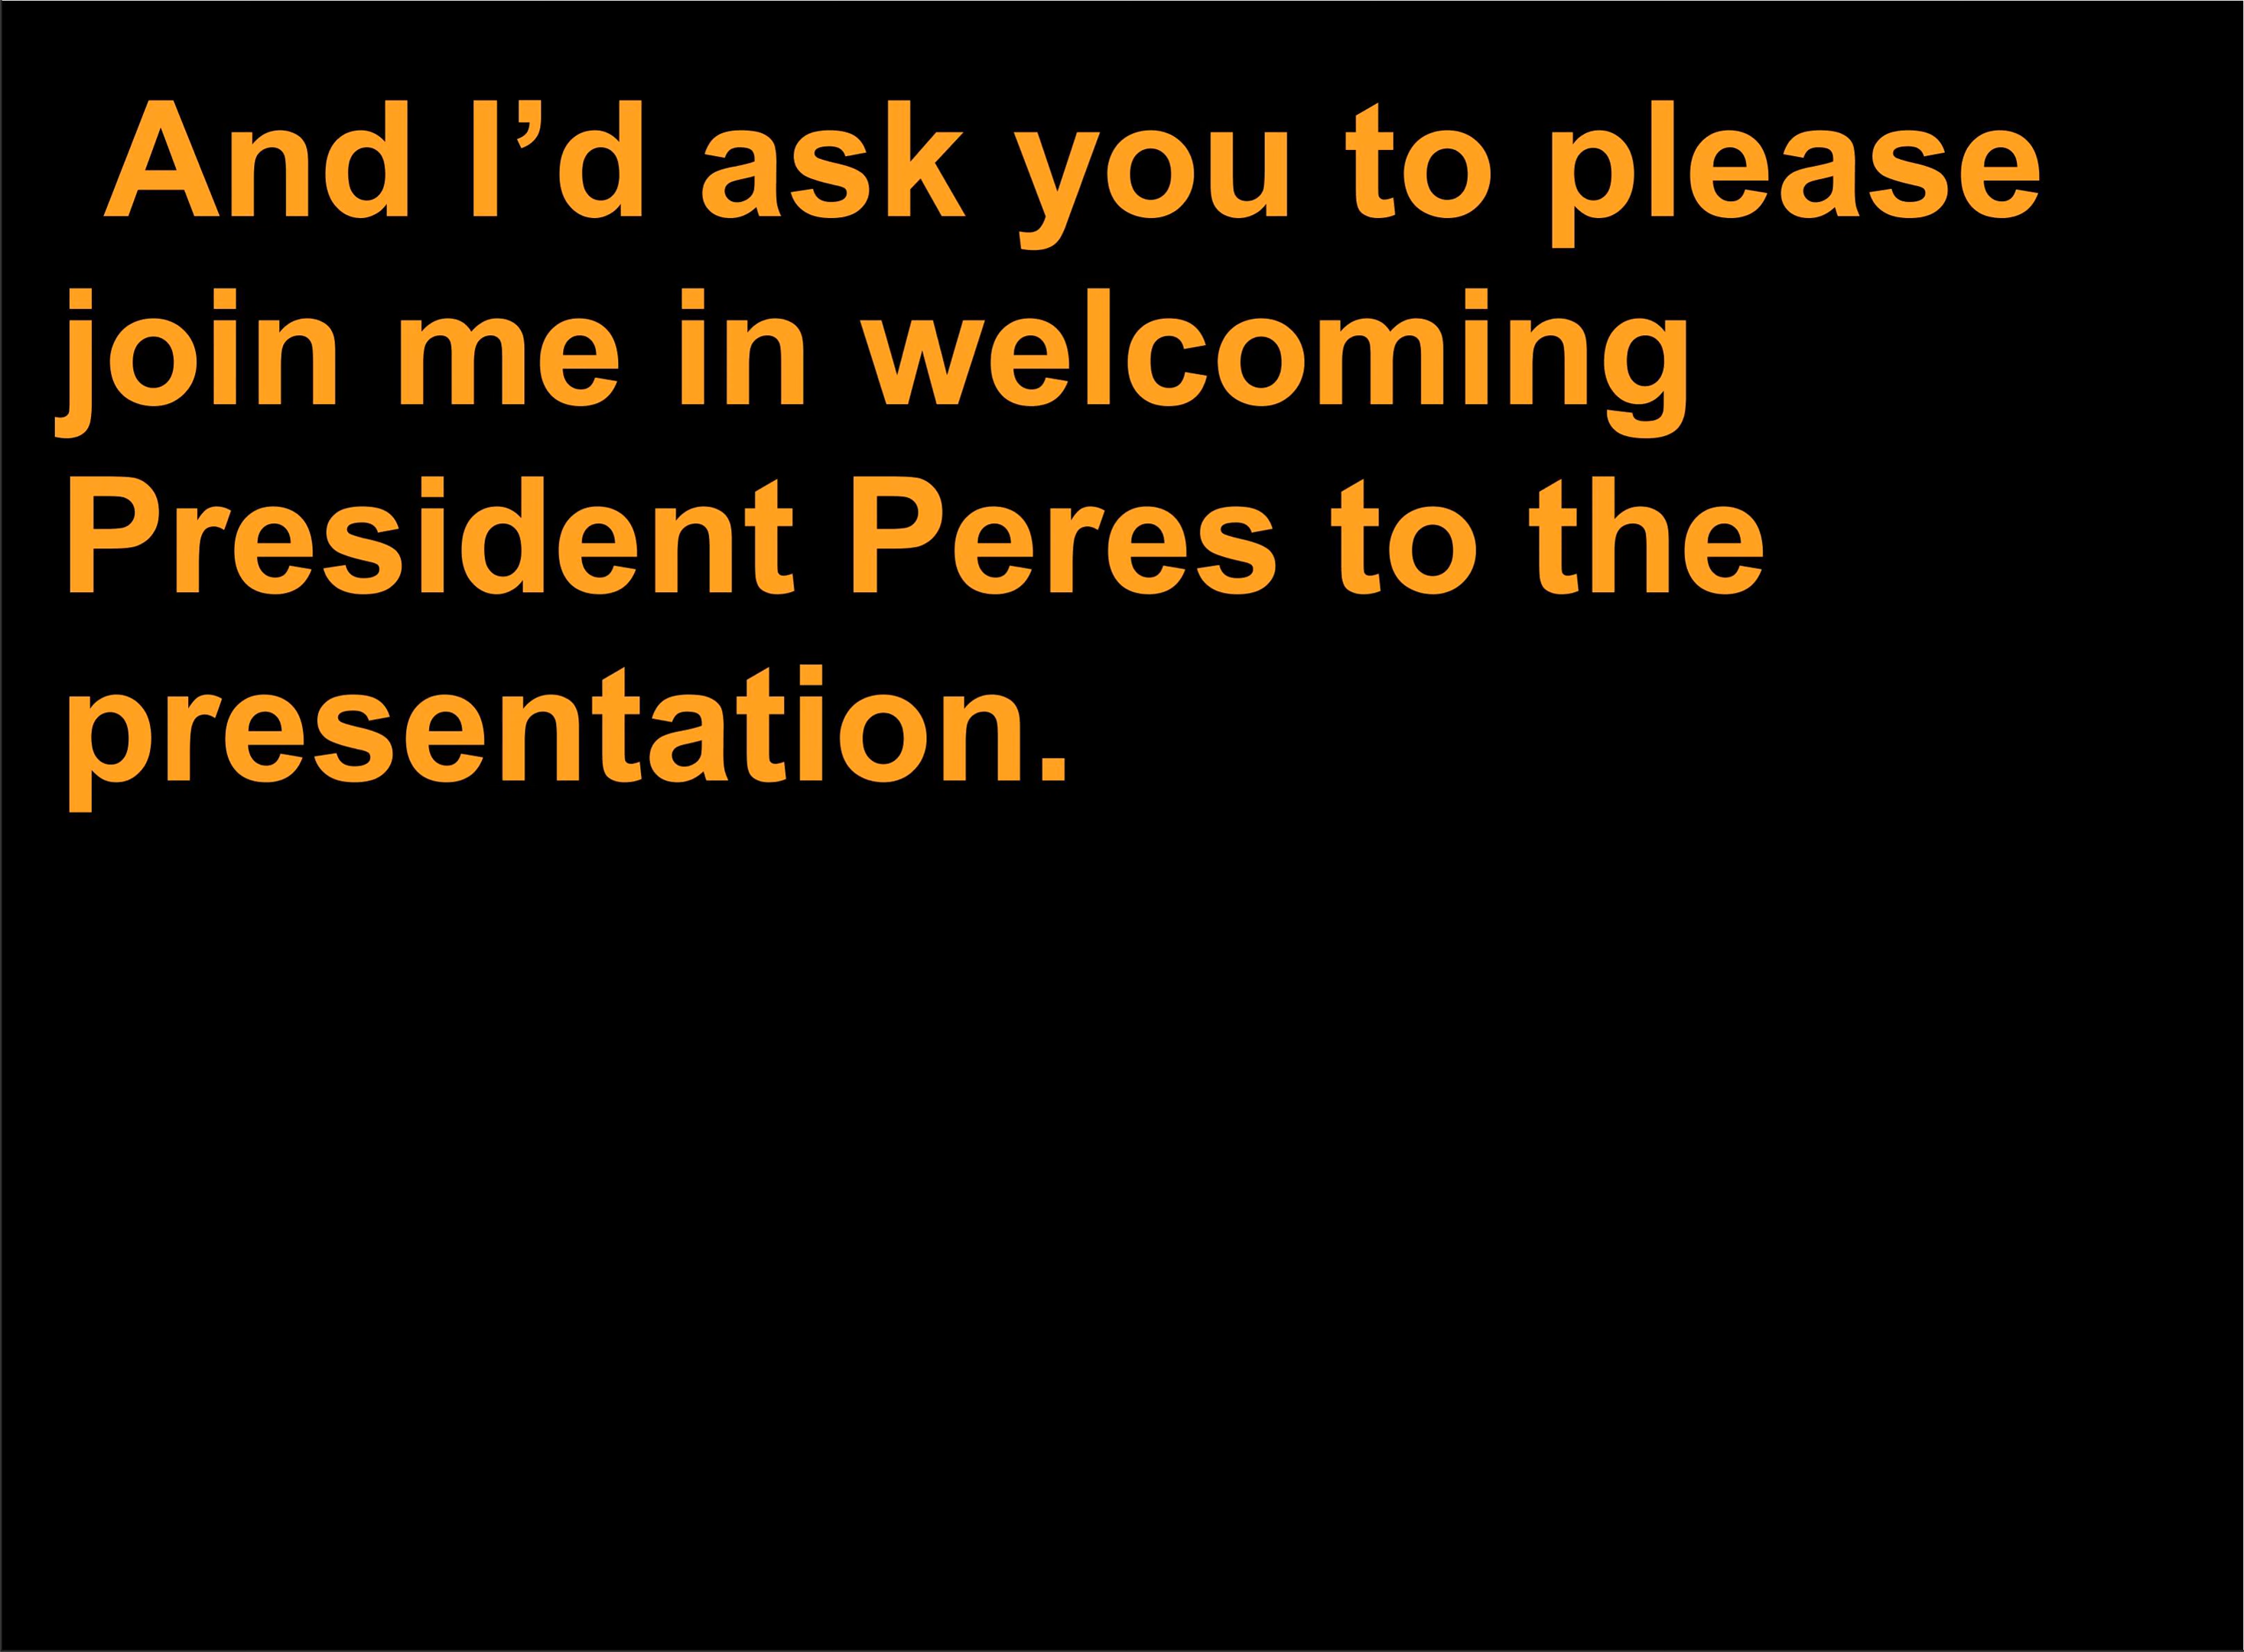 And I’d ask you to please
join me in welcoming
President Peres to the
presentation.